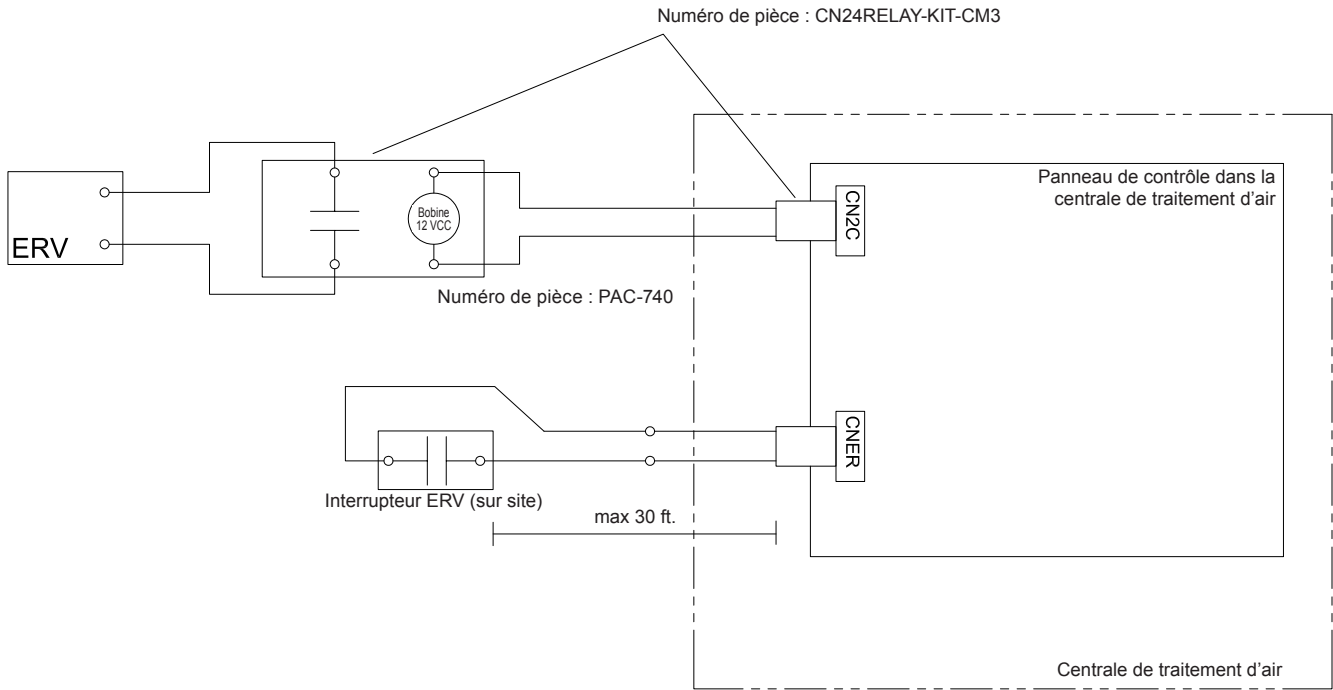 Numéro de pièce : CN24RELAY-KIT-CM3
Panneau de contrôle dans la
centrale de traitement d’air
CN2C
Bobine
12 VCC
ERV
Numéro de pièce : PAC-740
CNER
Interrupteur ERV (sur site)
max 30 ft.
Centrale de traitement d’air